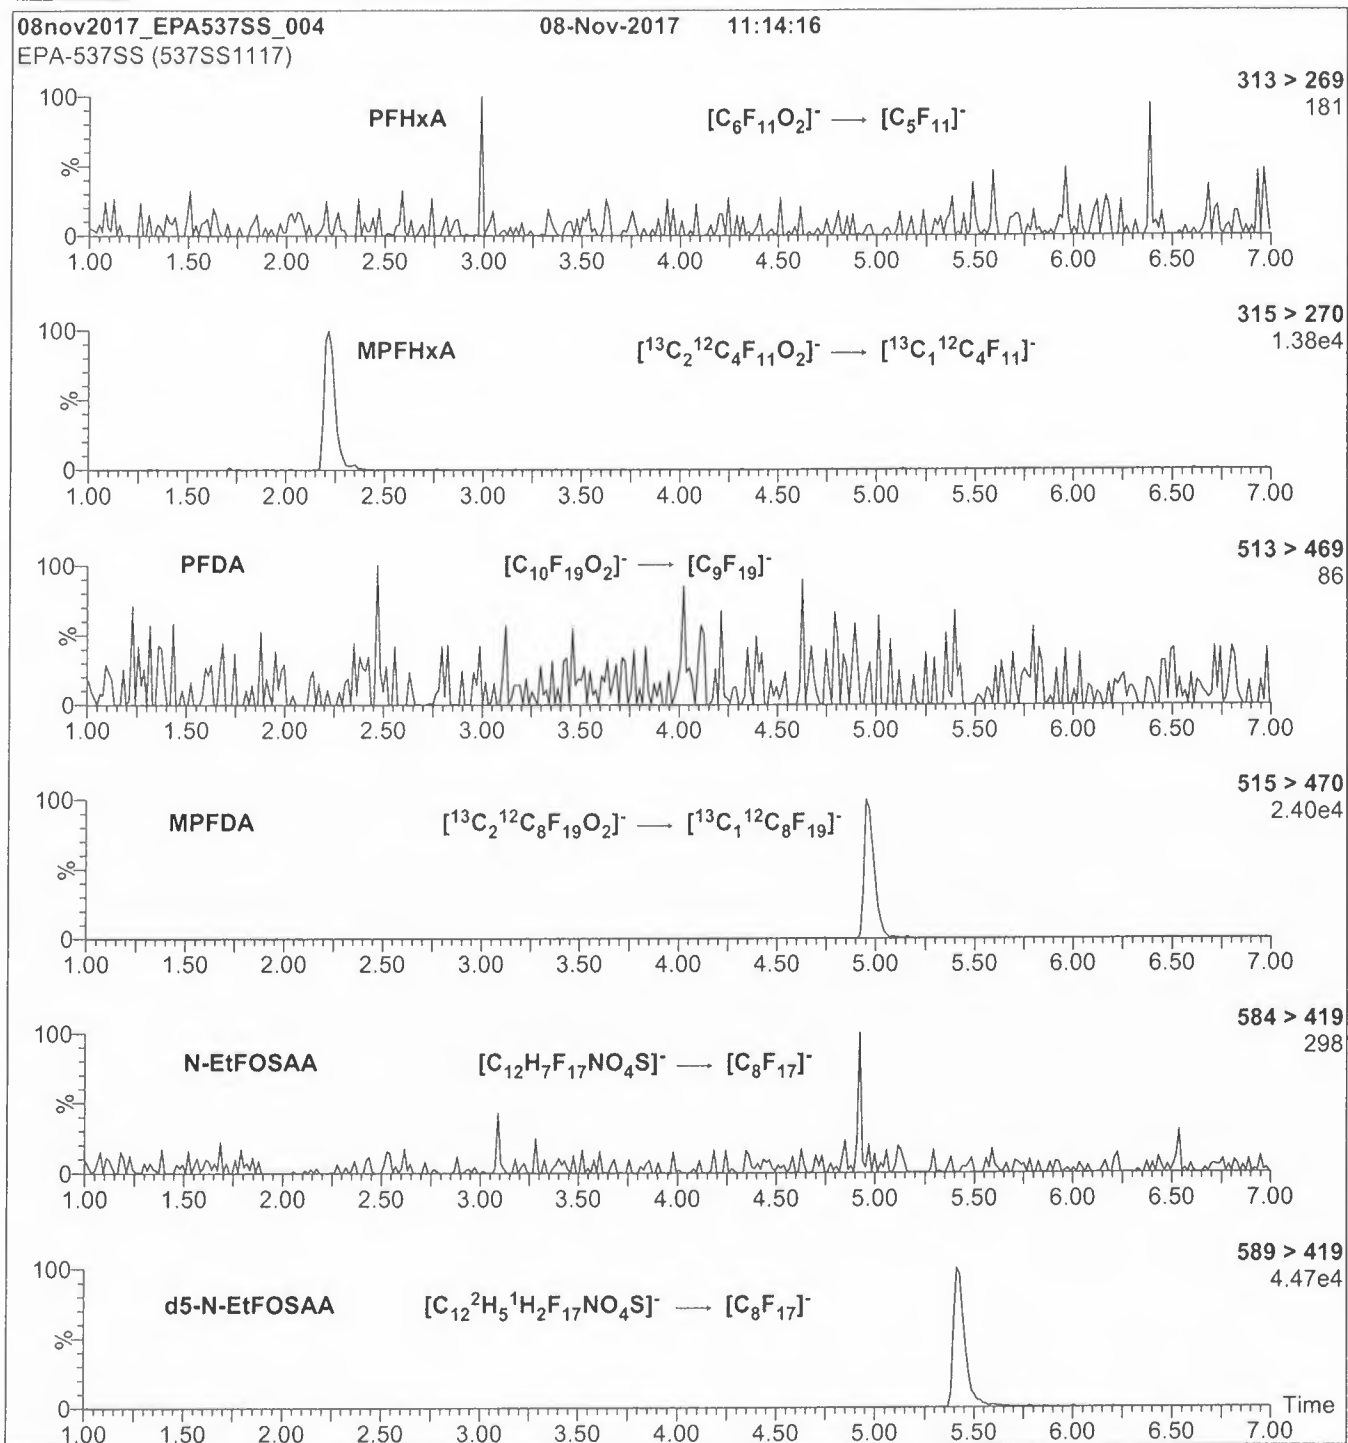 08nov2017_EPA537SS_004 08-Nov-2017 11:14:16
EPA-537SS (537SS1117)
313 > 269
181
PFHxA [C6F11O2]- → [C5F11]-
100
%
0
1.00 1.50 2.00 2.50 3.00 3.50 4.00 4.50 5.00 5.50 6.00 6.50 7.00
315 > 270
1.38e4
MPFHxA [13C2 12C4F11O2]- → [13C1 12C4F11]-
100
%
0
1.00 1.50 2.00 2.50 3.00 3.50 4.00 4.50 5.00 5.50 6.00 6.50 7.00
513 > 469
86
PFDA [C10F19O2]- → [C9F19]-
100
%
0
1.00 1.50 2.00 2.50 3.00 3.50 4.00 4.50 5.00 5.50 6.00 6.50 7.00
515 > 470
2.40e4
MPFDA [13C2 12C8F19O2]- → [13C1 12C8F19]-
100
%
0
1.00 1.50 2.00 2.50 3.00 3.50 4.00 4.50 5.00 5.50 6.00 6.50 7.00
584 > 419
298
N-EtFOSAA [C12H7F17NO4S]- → [C8F17]-
100
%
0
1.00 1.50 2.00 2.50 3.00 3.50 4.00 4.50 5.00 5.50 6.00 6.50 7.00
589 > 419
4.47e4
d5-N-EtFOSAA [C12 2H5 1H2F17NO4S]- → [C8F17]-
100
%
0
Time
1.00 1.50 2.00 2.50 3.00 3.50 4.00 4.50 5.00 5.50 6.00 6.50 7.00